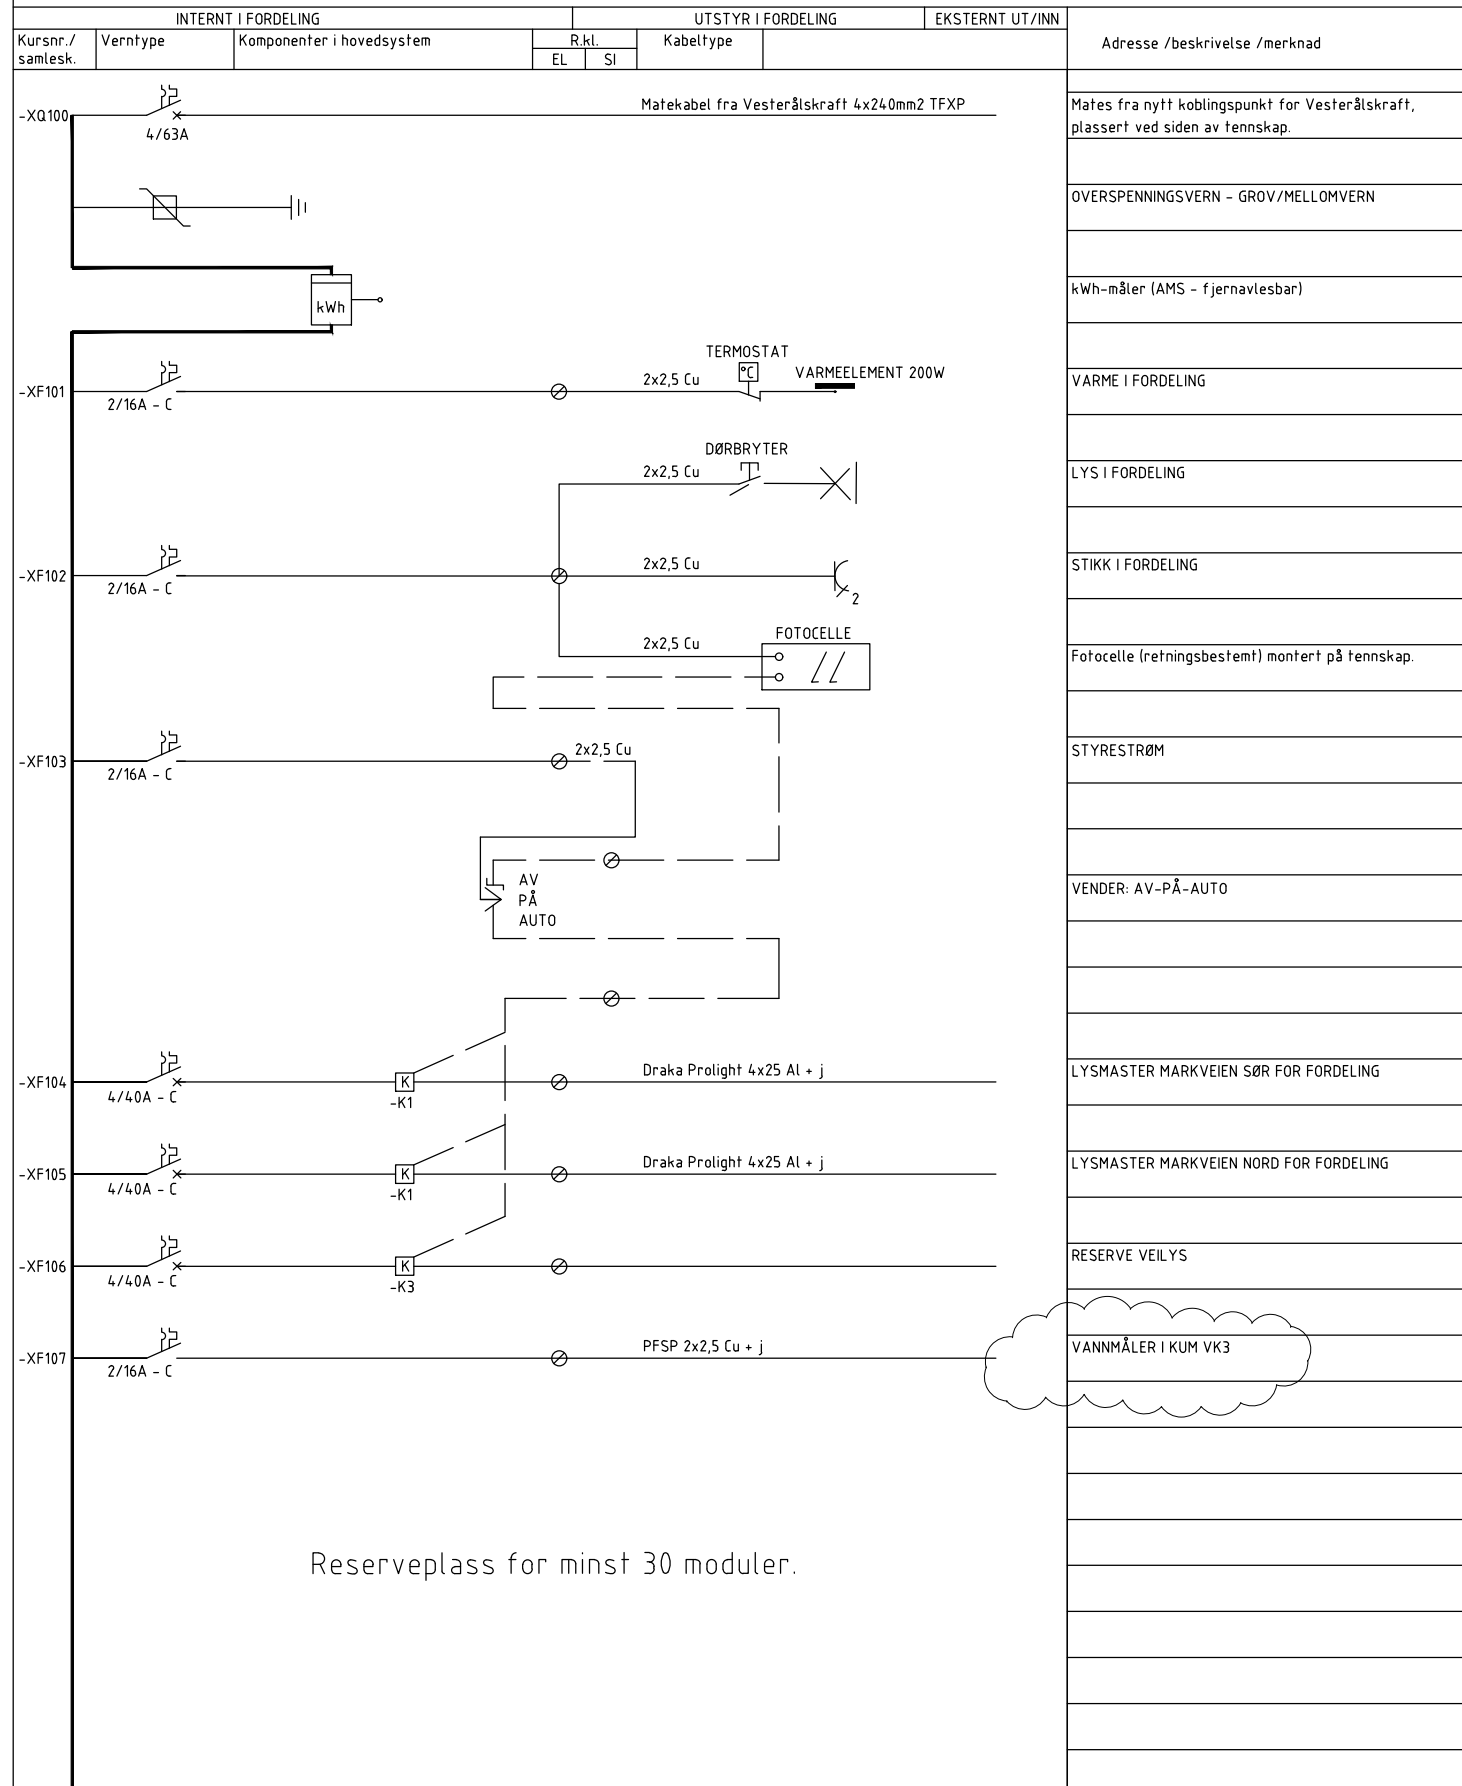 INTERNT I FORDELING
UTSTYR I FORDELING
EKSTERNT UT/INN
Kursnr./
samlesk.
Verntype
Komponenter i hovedsystem
R.kl.
EL
SI
Kabeltype
Adresse /beskrivelse /merknad
-XQ100
4/63A
Matekabel fra Vesterålskraft 4x240mm2 TFXP
Mates fra nytt koblingspunkt for Vesterålskraft,
plassert ved siden av tennskap.
OVERSPENNINGSVERN - GROV/MELLOMVERN
kWh
kWh-måler (AMS - fjernavlesbar)
-XF101
2/16A - C
2x2,5 Cu
TERMOSTAT
°C
VARMEELEMENT 200W
VARME I FORDELING
DØRBRYTER
2x2,5 Cu
LYS I FORDELING
-XF102
2/16A - C
2x2,5 Cu
2
STIKK I FORDELING
2x2,5 Cu
FOTOCELLE
Fotocelle (retningsbestemt) montert på tennskap.
-XF103
2/16A - C
2x2,5 Cu
STYRESTRØM
AV
PÅ
AUTO
VENDER: AV-PÅ-AUTO
-XF104
4/40A - C
K
-K1
Draka Prolight 4x25 Al + j
LYSMASTER MARKVEIEN SØR FOR FORDELING
-XF105
4/40A - C
K
-K1
Draka Prolight 4x25 Al + j
LYSMASTER MARKVEIEN NORD FOR FORDELING
-XF106
4/40A - C
K
-K3
RESERVE VEILYS
-XF107
2/16A - C
PFSP 2x2,5 Cu + j
VANNMÅLER I KUM VK3
Reserveplass for minst 30 moduler.